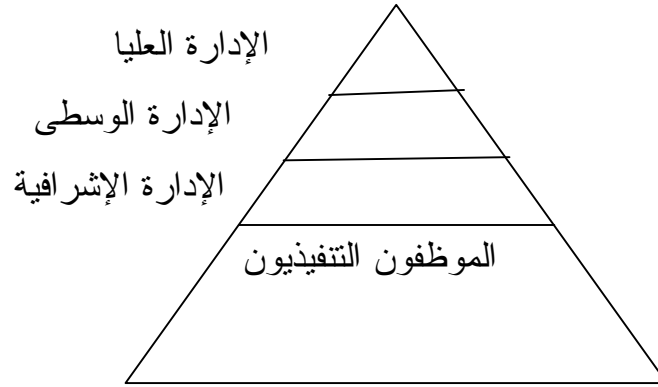 الإدارة العليا
الإدارة الوسطى
الإدارة الإشرافية
الموظفون التنفيذيون